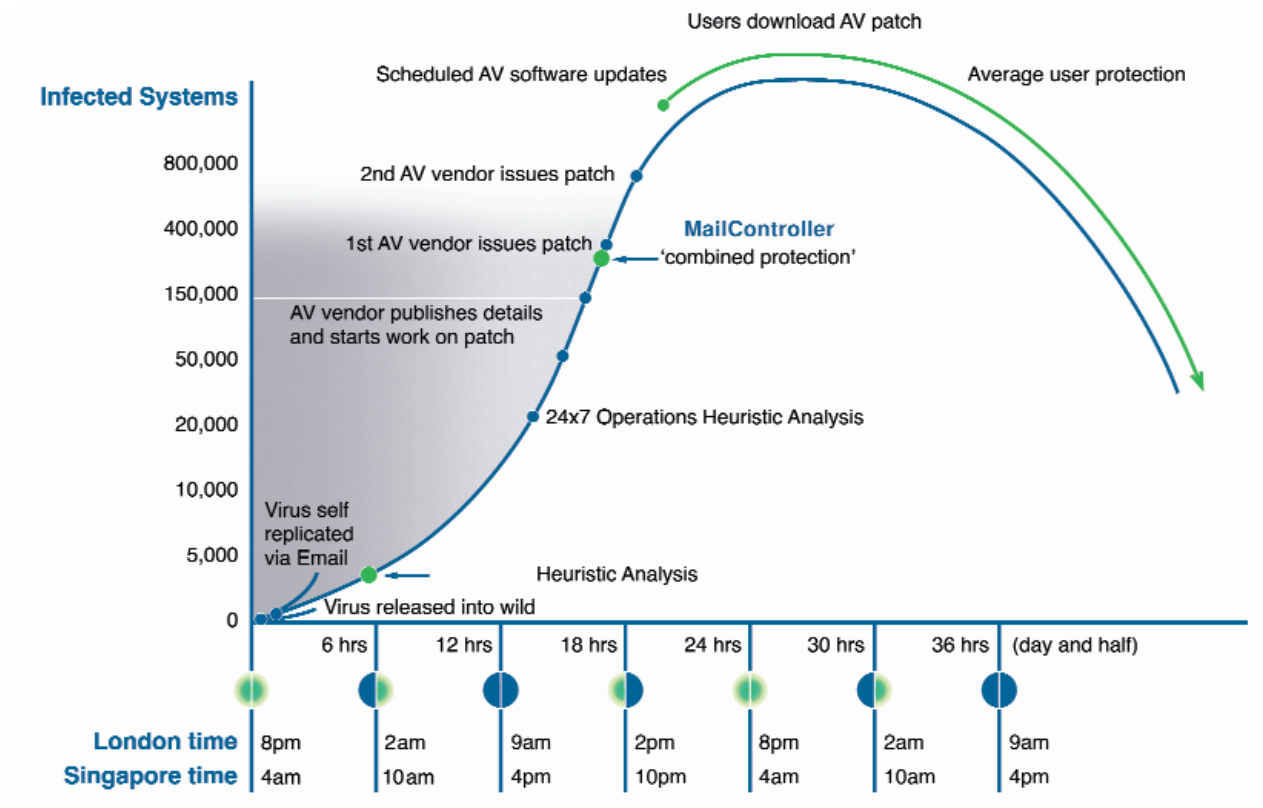 Users download AV patch
Scheduled AV software updates
Average user protection
Infected Systems
800,000
2nd AV vendor issues patch
400,000
MailController
1st AV vendor issues patch
'combined protection'
150,000
AV vendor publishes details
and starts work on patch
50,000
24x7 Operations Heuristic Analysis
20,000
10,000
Virus self
replicated
via Email
5,000
Heuristic Analysis
Virus released into wild
0
6 hrs 12 hrs 18 hrs 24 hrs 30 hrs 36 hrs (day and half)
London time 8pm 2am 9am 2pm 8pm 2am 9am
Singapore time 4am 10am 4pm 10pm 4am 10am 4pm